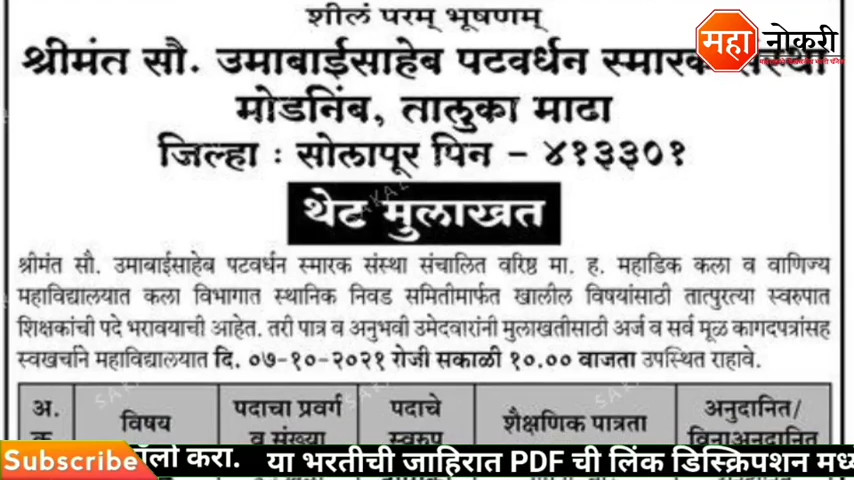 शीलं परम् भूषणम्
महा नोकरी
श्रीमंत सौ. उमाबाईसाहेब पटवर्धन स्मारक संस्था
मोडनिंब, तालुका माढा
जिल्हा : सोलापूर पिन - ४१३३०१
थेट मुलाखत
श्रीमंत सौ. उमाबाईसाहेब पटवर्धन स्मारक संस्था संचालित वरिष्ठ मा. ह. महाडिक कला व वाणिज्य
महाविद्यालयात कला विभागात स्थानिक निवड समितीमार्फत खालील विषयांसाठी तात्पुरत्या स्वरुपात
शिक्षकांची पदे भरावयाची आहेत. तरी पात्र व अनुभवी उमेदवारांनी मुलाखतीसाठी अर्ज व सर्व मूळ कागदपत्रांसह
स्वखर्चाने महाविद्यालयात दि. ०७-१०-२०२१ रोजी सकाळी १०.०० वाजता उपस्थित राहावे.
अ. विषय पदाचा प्रवर्ग व संख्या पदाचे स्वरुप शैक्षणिक पात्रता अनुदानित/ विनाअनुदानित
Subscribe करा. या भरतीची जाहिरात PDF ची लिंक डिस्क्रिपशन मध्